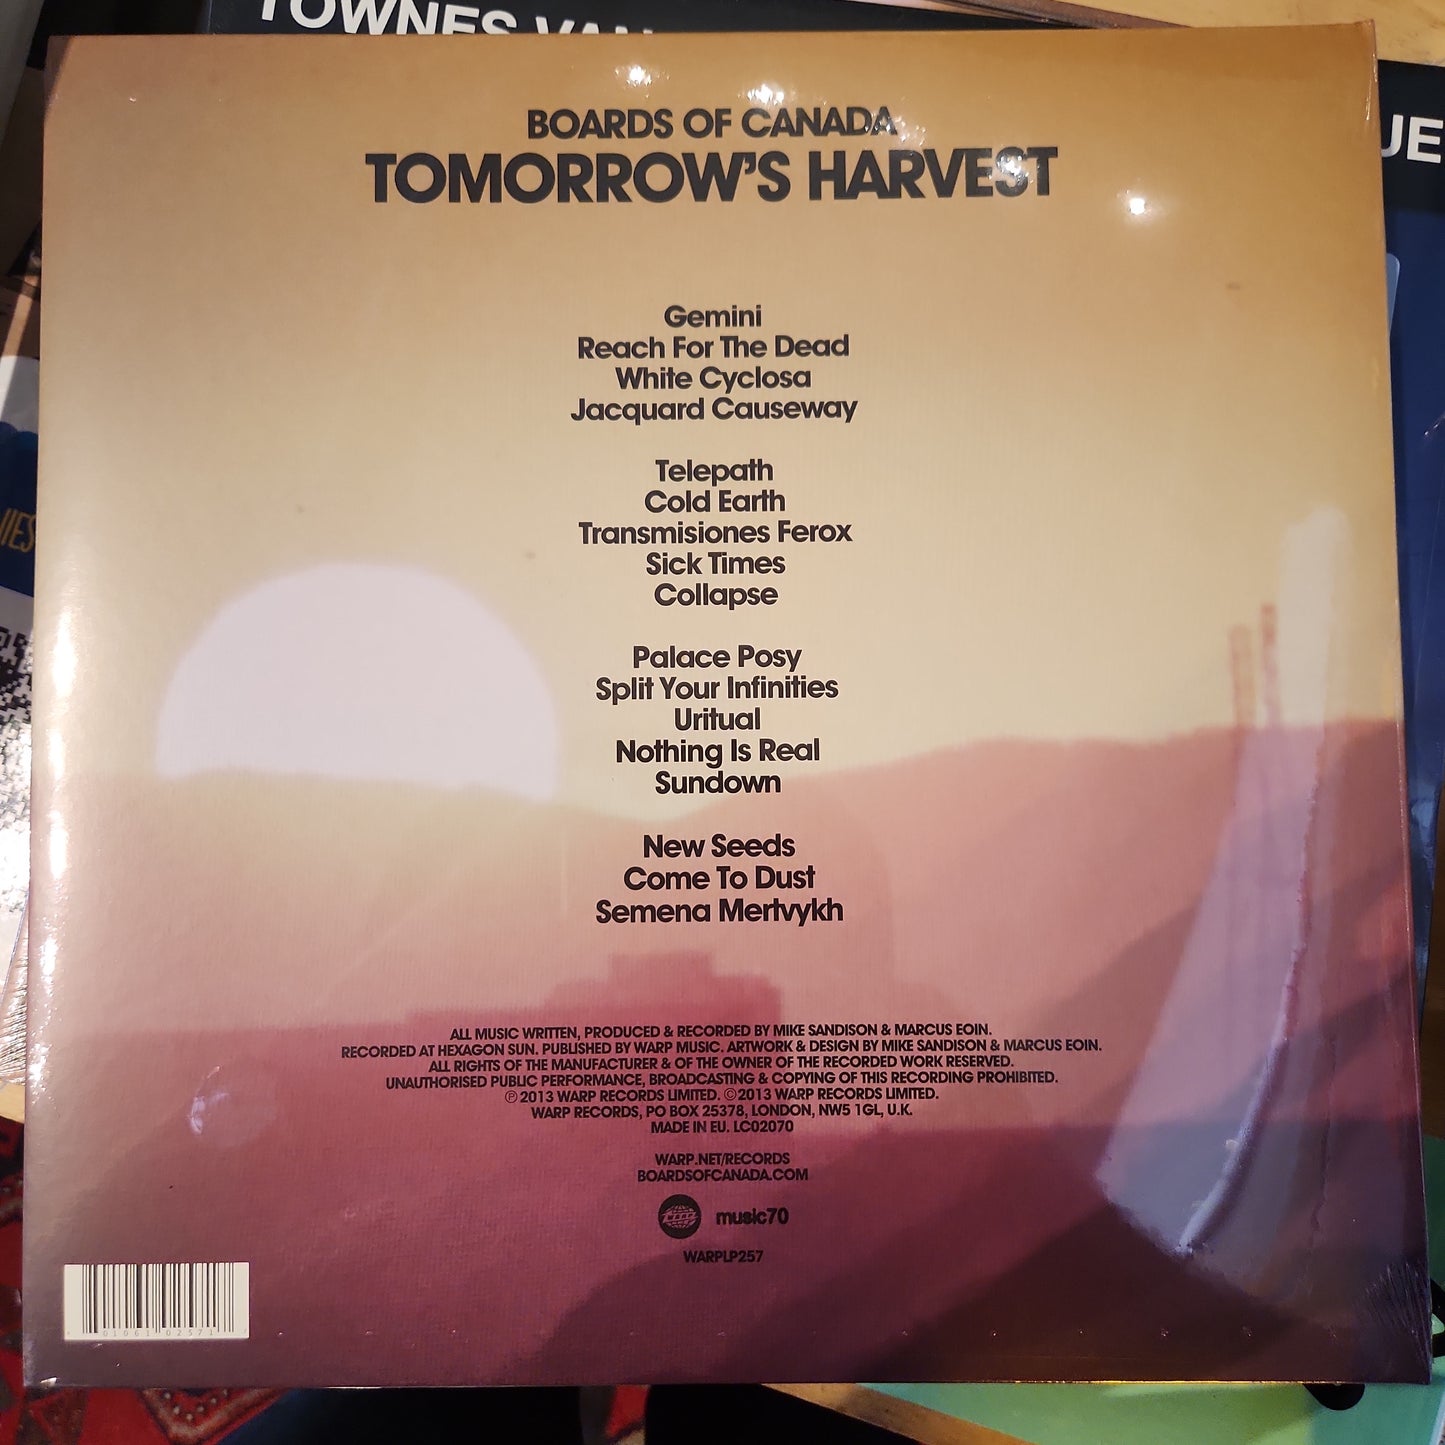 TOWNES VAN
BOARDS OF CANADA
TOMORROW'S HARVEST
Gemini
Reach For The Dead
White Cyclosa
Jacquard Causeway
Telepath
Cold Earth
Transmisiones Ferox
Sick Times
Collapse
Palace Posy
Split Your Infinities
Uritual
Nothing Is Real
Sundown
New Seeds
Come To Dust
Semena Mertvykh
ALL MUSIC WRITTEN, PRODUCED & RECORDED BY MIKE SANDISON & MARCUS EOIN.
RECORDED AT HEXAGON SUN. PUBLISHED BY WARP MUSIC. ARTWORK & DESIGN BY MIKE SANDISON & MARCUS EOIN.
ALL RIGHTS OF THE MANUFACTURER & OF THE OWNER OF THE RECORDED WORK RESERVED.
UNAUTHORISED PUBLIC PERFORMANCE, BROADCASTING & COPYING OF THIS RECORDING PROHIBITED.
℗ 2013 WARP RECORDS LIMITED. © 2013 WARP RECORDS LIMITED.
WARP RECORDS, PO BOX 25378, LONDON, NW5 1GL, U.K.
MADE IN EU. LC02070
WARP.NET/RECORDS
BOARDSOFCANADA.COM
music70
WARPLP257
01061 02571